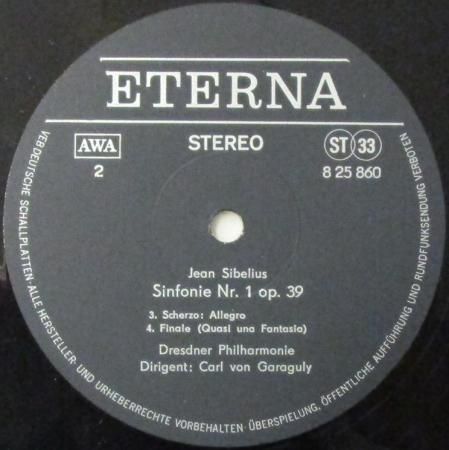 ETERNA
AWA STEREO ST 33
2 8 25 860
Jean Sibelius
Sinfonie Nr. 1 op. 39
3. Scherzo: Allegro
4. Finale (Quasi una Fantasia)
Dresdner Philharmonie
Dirigent: Carl von Garaguly
VEB DEUTSCHE SCHALLPLATTEN · ALLE HERSTELLER- UND URHEBERRECHTE VORBEHALTEN · ÜBERSPIELUNG, ÖFFENTLICHE AUFFÜHRUNG UND RUNDFUNKSENDUNG VERBOTEN